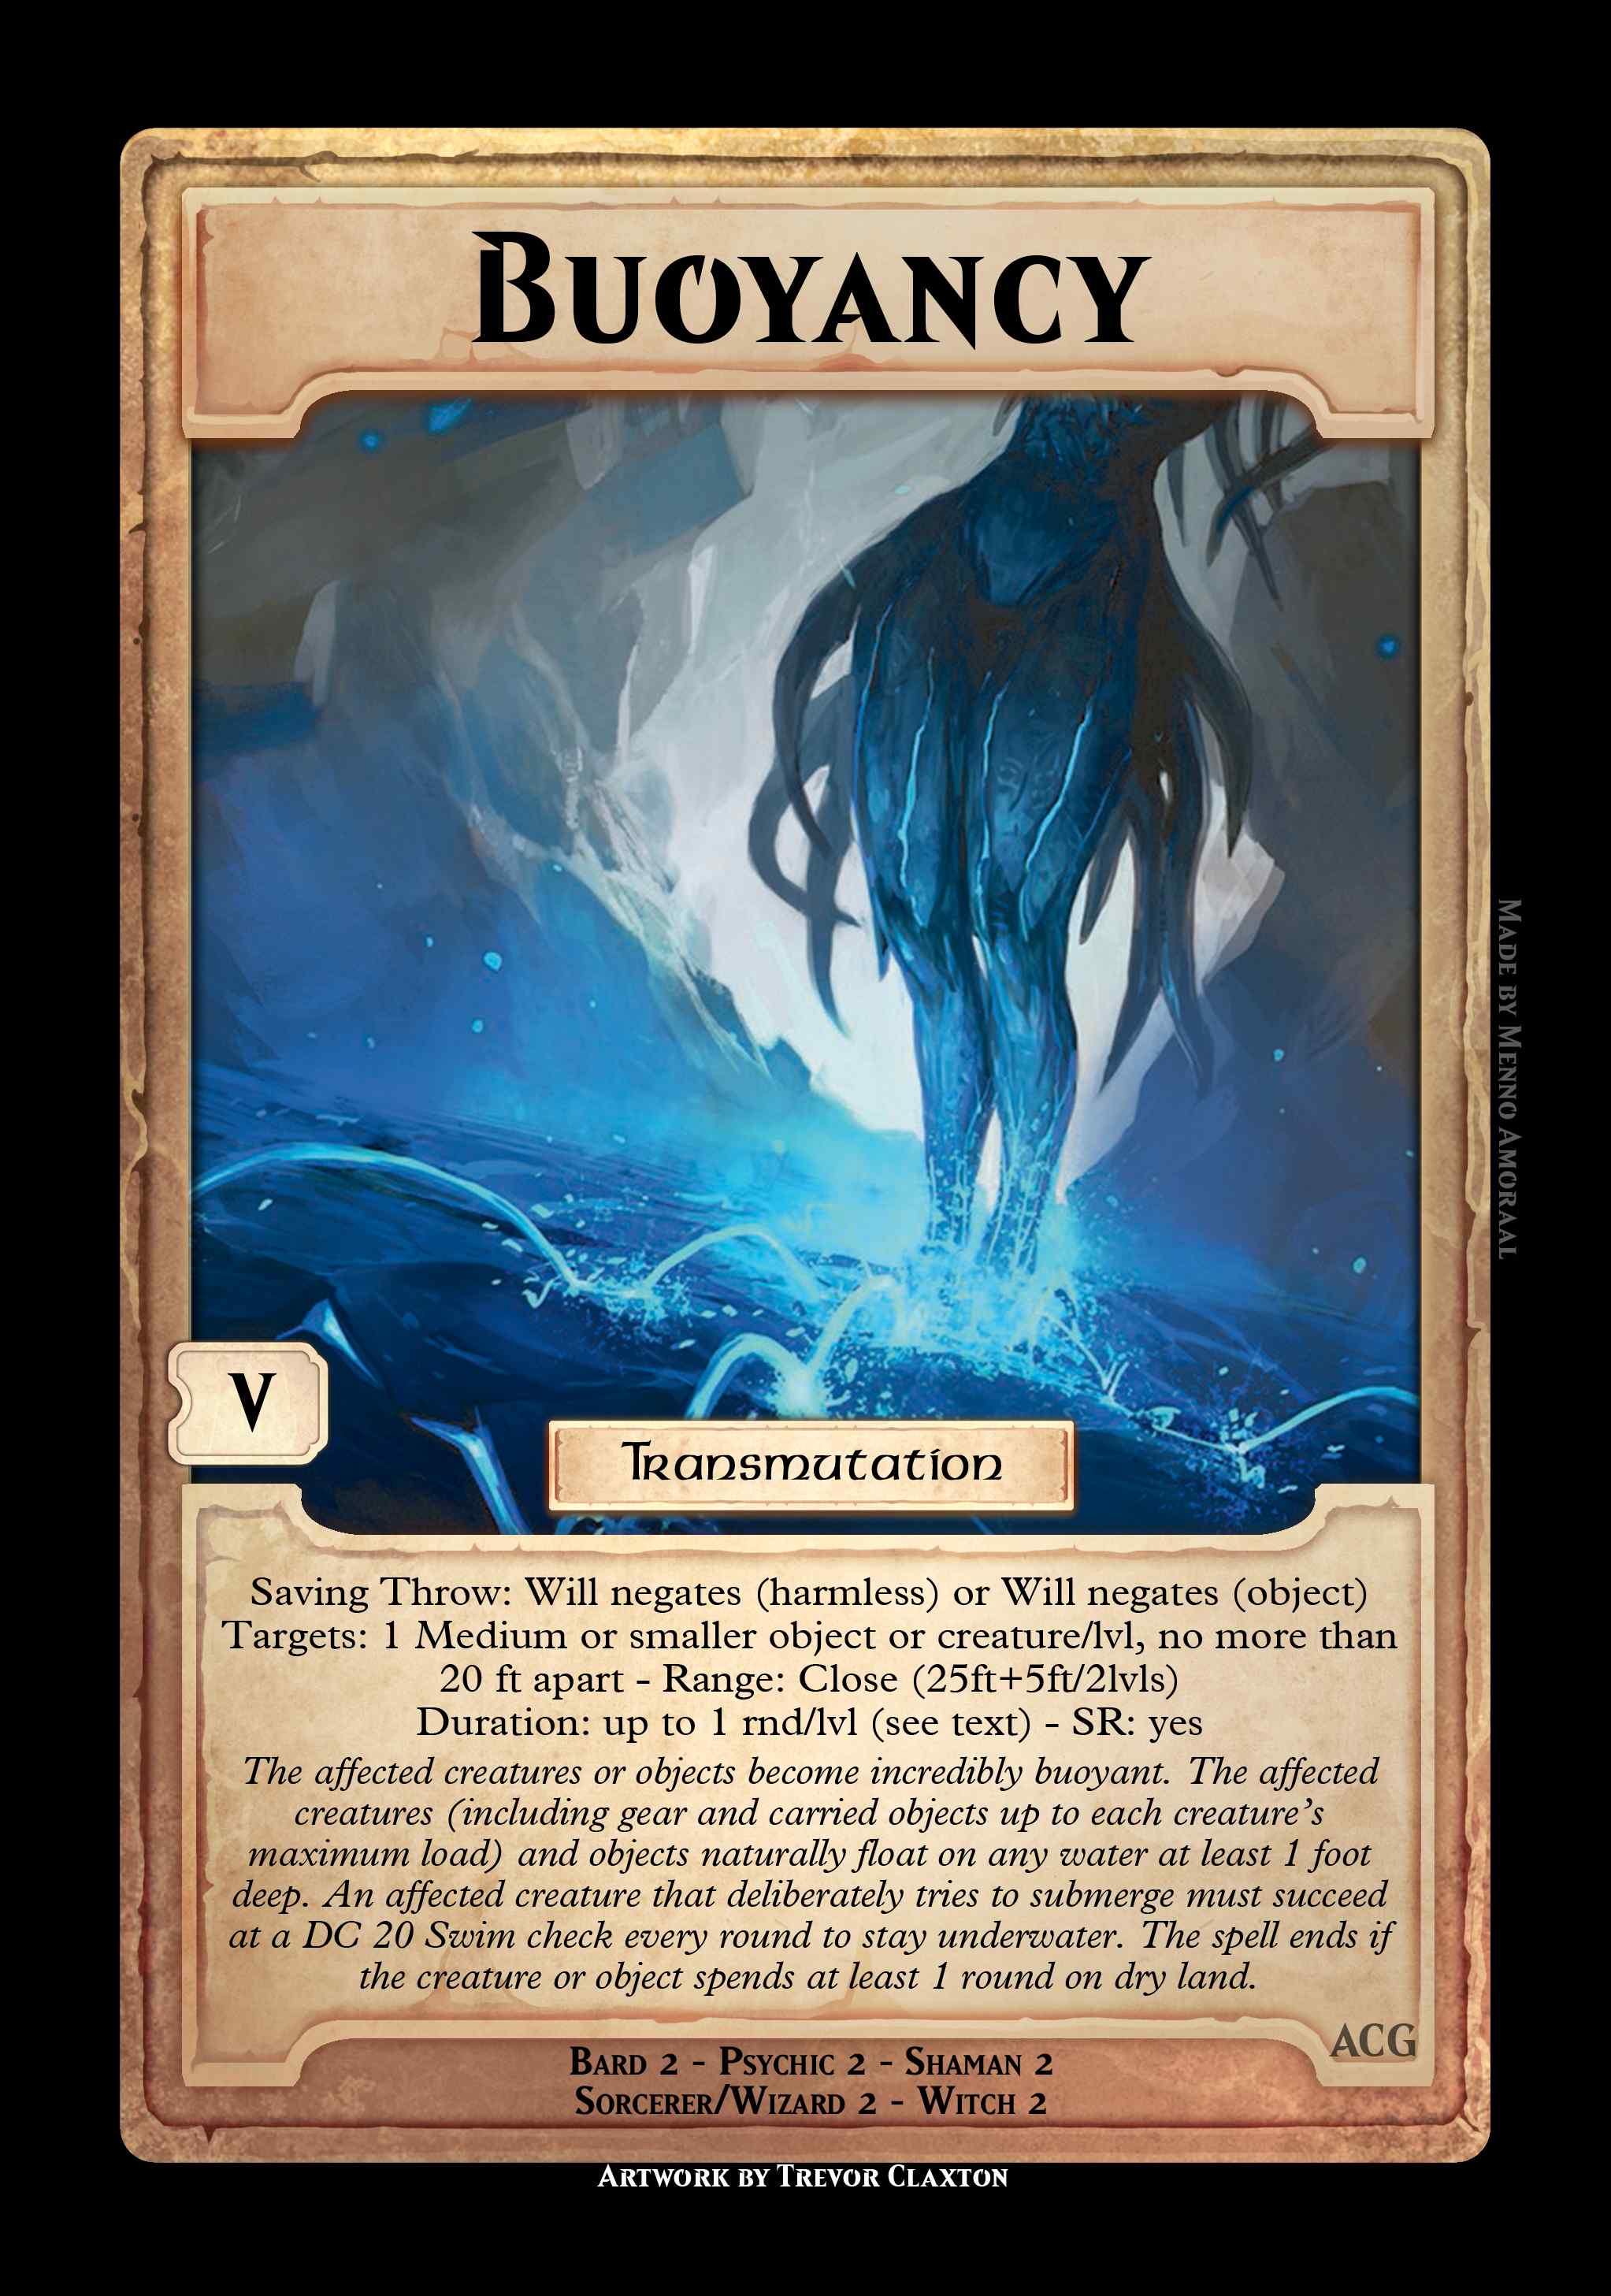 Buoyancy
Made by Menno Amoraal
V
Transmutation
Saving Throw: Will negates (harmless) or Will negates (object)
Targets: 1 Medium or smaller object or creature/lvl, no more than
20 ft apart - Range: Close (25ft+5ft/2lvls)
Duration: up to 1 rnd/lvl (see text) - SR: yes
The affected creatures or objects become incredibly buoyant. The affected
creatures (including gear and carried objects up to each creature's
maximum load) and objects naturally float on any water at least 1 foot
deep. An affected creature that deliberately tries to submerge must succeed
at a DC 20 Swim check every round to stay underwater. The spell ends if
the creature or object spends at least 1 round on dry land.
ACG
Bard 2 - Psychic 2 - Shaman 2
Sorcerer/Wizard 2 - Witch 2
Artwork by Trevor Claxton